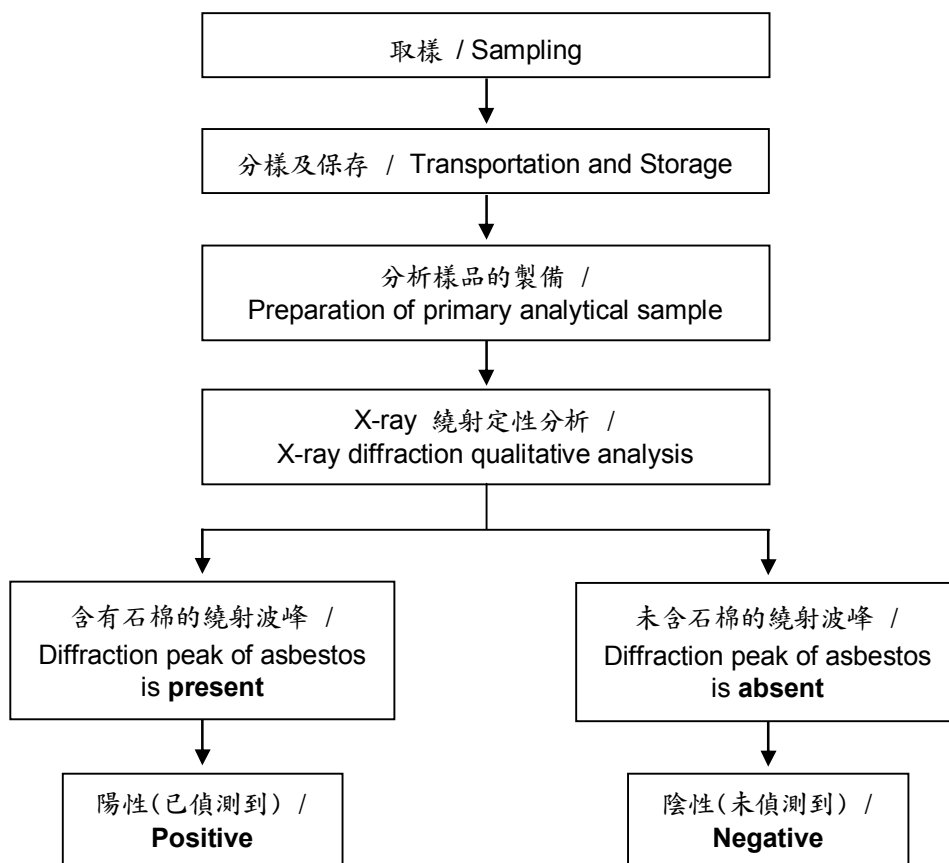 取樣 / Sampling
分樣及保存 / Transportation and Storage
分析樣品的製備 /
Preparation of primary analytical sample
X-ray 繞射定性分析 /
X-ray diffraction qualitative analysis
含有石棉的繞射波峰 /
Diffraction peak of asbestos
is present
未含石棉的繞射波峰 /
Diffraction peak of asbestos
is absent
陽性(已偵測到) /
Positive
陰性(未偵測到) /
Negative